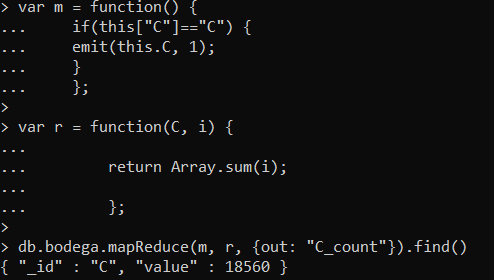 > var m = function() {
...     if(this["C"]=="C") {
...     emit(this.C, 1);
...     }
...     };
>
> var r = function(C, i) {
...
...             return Array.sum(i);
...
...             };
>
> db.bodega.mapReduce(m, r, {out: "C_count"}).find()
{ "_id" : "C", "value" : 18560 }